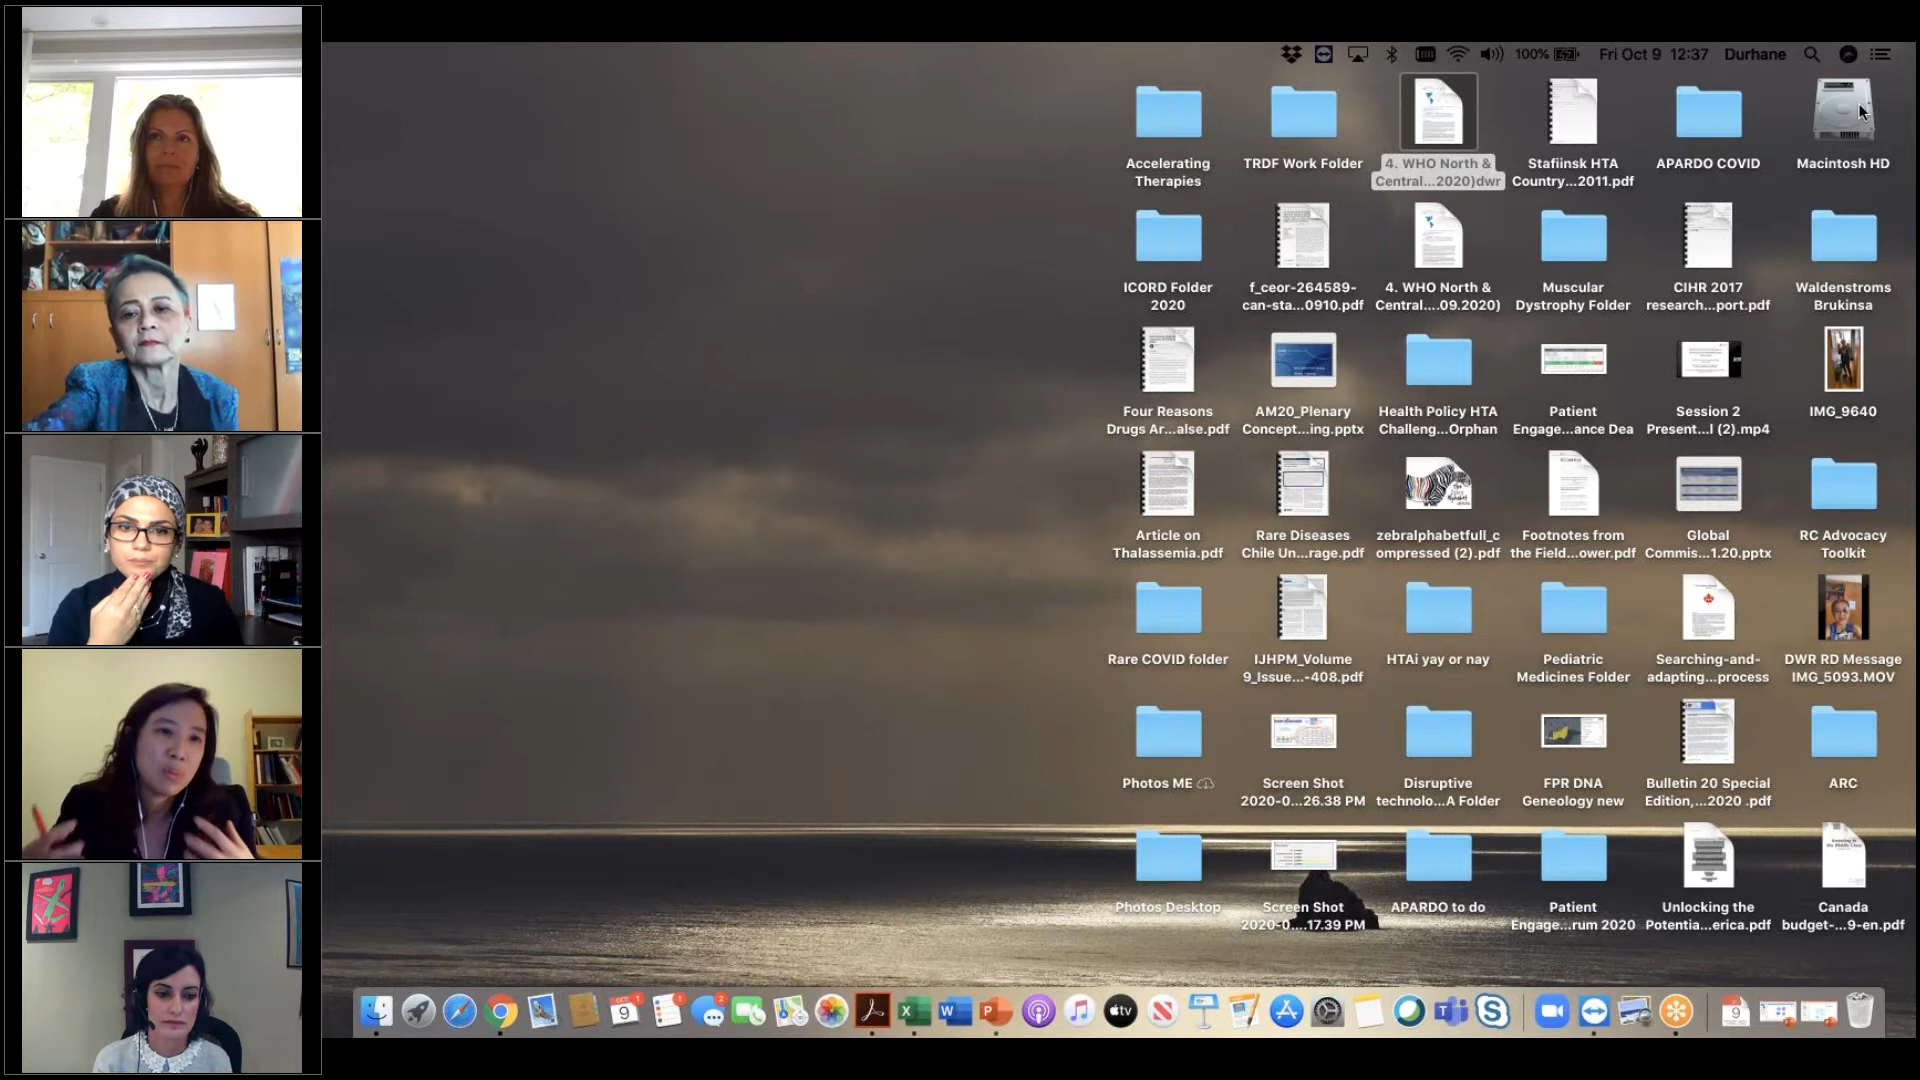 100% Fri Oct 9 12:37 Durhane
Accelerating
Therapies
TRDF Work Folder
4. WHO North &
Central...2020)dwr
Stafiinsk HTA
Country...2011.pdf
APARDO COVID
Macintosh HD
ICORD Folder
2020
f_ceor-264589-
can-sta...0910.pdf
4. WHO North &
Central....09.2020)
Muscular
Dystrophy Folder
CIHR 2017
research...port.pdf
Waldenstroms
Brukinsa
Four Reasons
Drugs Ar...alse.pdf
AM20_Plenary
Concept...ing.pptx
Health Policy HTA
Challeng...Orphan
Patient
Engage...ance Dea
Session 2
Present...l (2).mp4
IMG_9640
Article on
Thalassemia.pdf
Rare Diseases
Chile Un...rage.pdf
zebralphabetfull_c
ompressed (2).pdf
Footnotes from
the Field...ower.pdf
Global
Commis...1.20.pptx
RC Advocacy
Toolkit
Rare COVID folder
IJHPM_Volume
9_Issue...-408.pdf
HTAi yay or nay
Pediatric
Medicines Folder
Searching-and-
adapting...process
DWR RD Message
IMG_5093.MOV
Photos ME
Screen Shot
2020-0...26.38 PM
Disruptive
technolo...A Folder
FPR DNA
Geneology new
Bulletin 20 Special
Edition,...2020 .pdf
ARC
Photos Desktop
Screen Shot
2020-0....17.39 PM
APARDO to do
Patient
Engage...rum 2020
Unlocking the
Potentia...erica.pdf
Canada
budget-...9-en.pdf